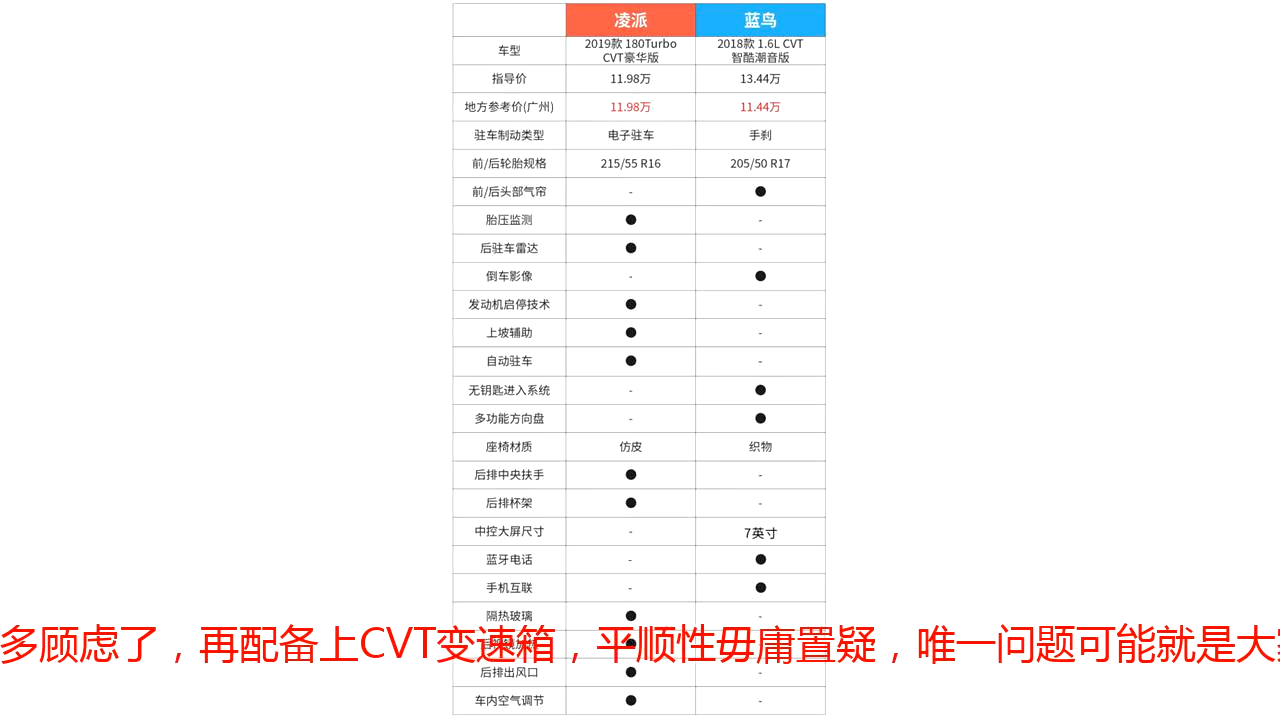 凌派 蓝鸟
车型 2019款 180Turbo CVT豪华版 2018款 1.6L CVT 智酷潮音版
指导价 11.98万 13.44万
地方参考价(广州) 11.98万 11.44万
驻车制动类型 电子驻车 手刹
前/后轮胎规格 215/55 R16 205/50 R17
前/后头部气帘 - ●
胎压监测 ● -
后驻车雷达 ● -
倒车影像 - ●
发动机启停技术 ● -
上坡辅助 ● -
自动驻车 ● -
无钥匙进入系统 - ●
多功能方向盘 - ●
座椅材质 仿皮 织物
后排中央扶手 ● -
后排杯架 ● -
中控大屏尺寸 - 7英寸
蓝牙电话 - ●
手机互联 - ●
隔热玻璃 ● -
多顾虑了，再配备上CVT变速箱，平顺性毋庸置疑，唯一问题可能就是大
后排出风口 ● -
车内空气调节 ● -